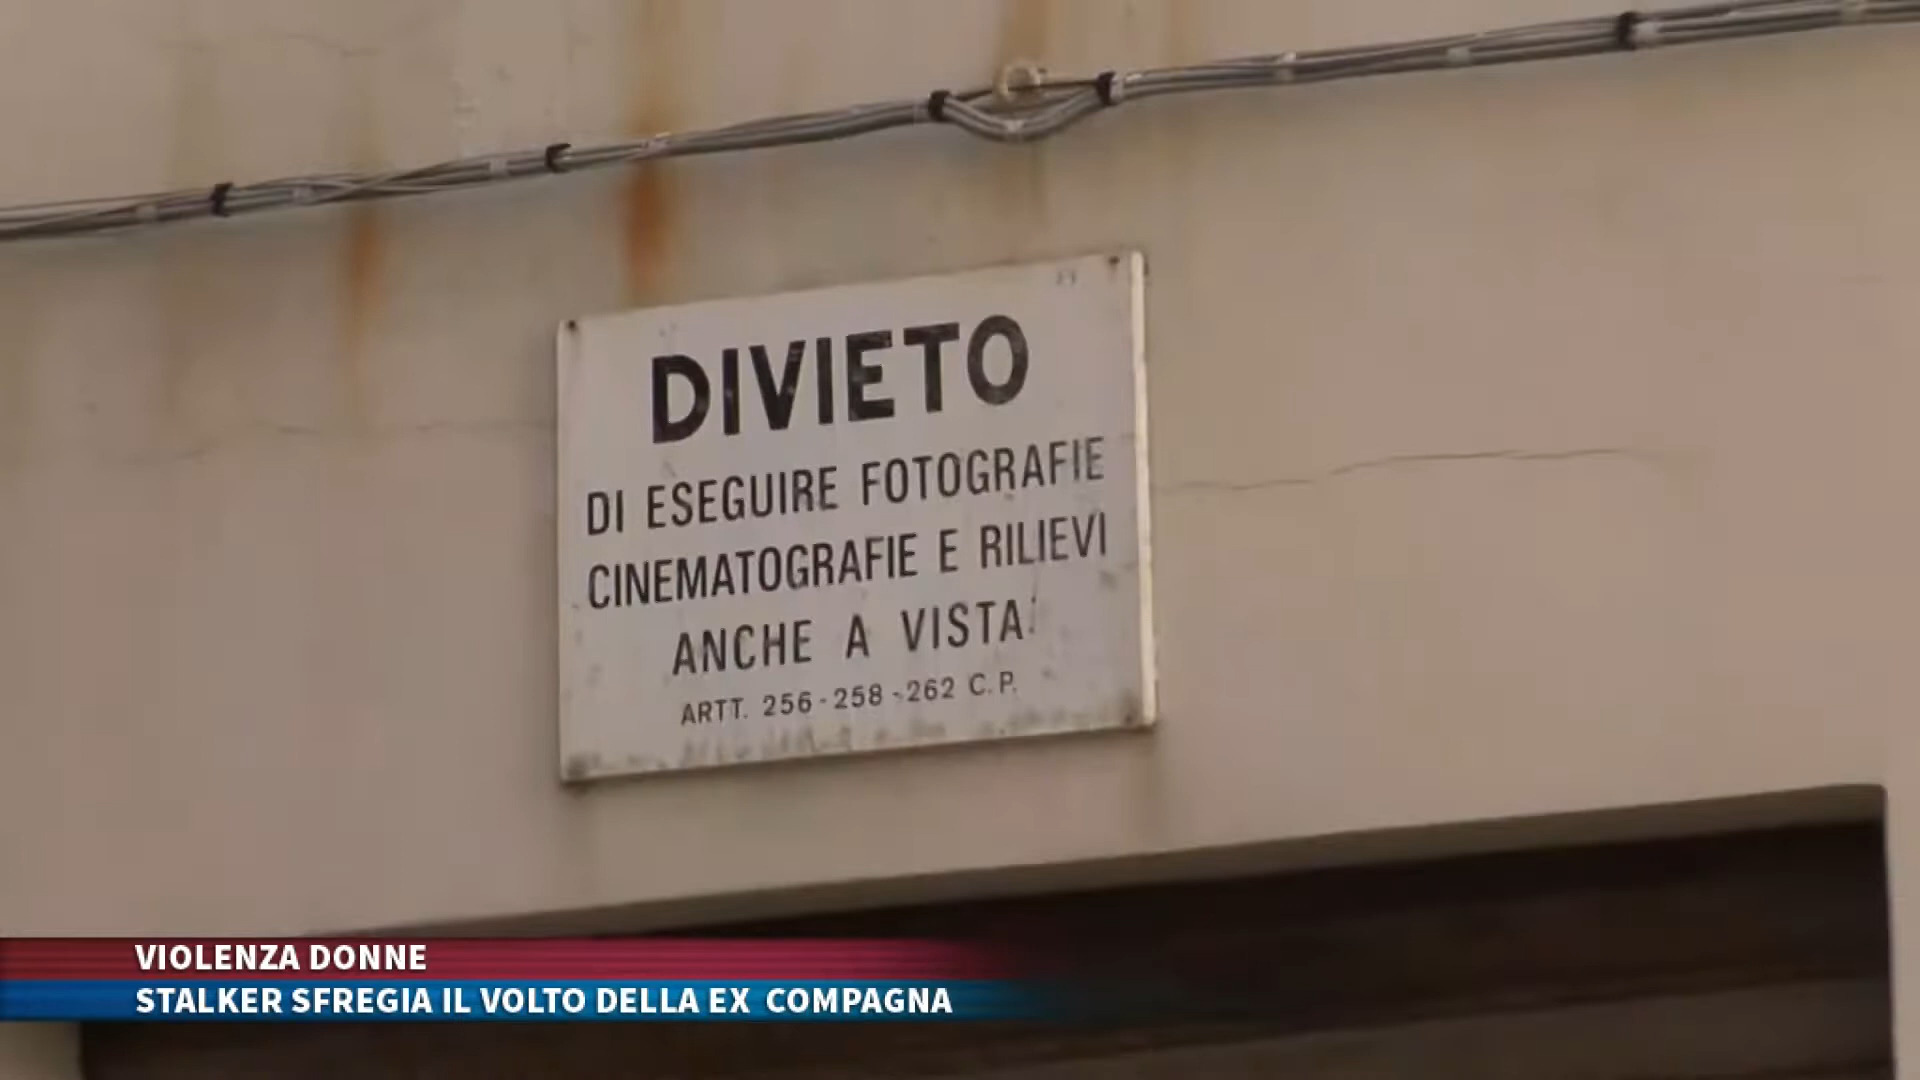 DIVIETO
DI ESEGUIRE FOTOGRAFIE
CINEMATOGRAFIE E RILIEVI
ANCHE A VISTA
ARTT. 256-258-262 C.P.
VIOLENZA DONNE
STALKER SFREGIA IL VOLTO DELLA EX COMPAGNA